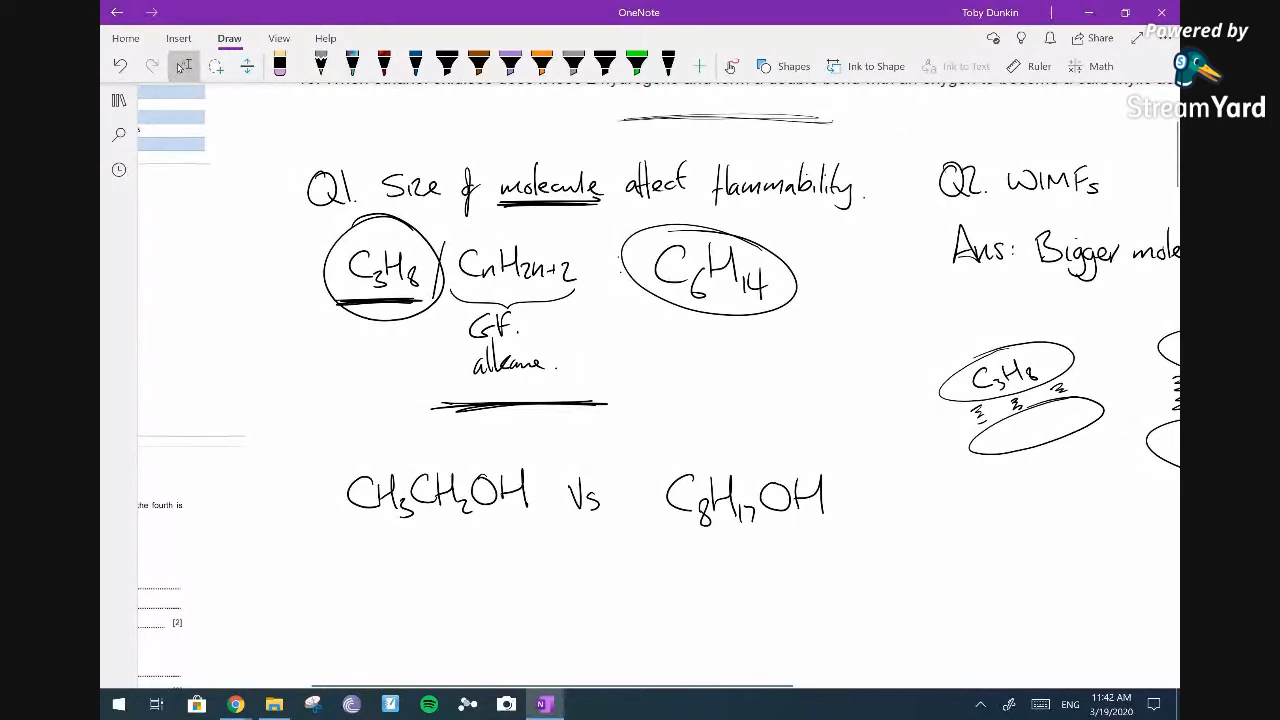 OneNote
Toby Dunkin
Powered by
StreamYard
Home Insert Draw View Help
Share
Shapes Ink to Shape Ink to Text Ruler Math
Q1. Size of molecule affect flammability.
C3H8 / CnH2n+2 C6H14
G.F.
alkane.
CH3CH2OH Vs C8H17OH
Q2. WIMFs
Ans: Bigger mole
C3H8
the fourth is
[2]
ENG
11:42 AM
3/19/2020